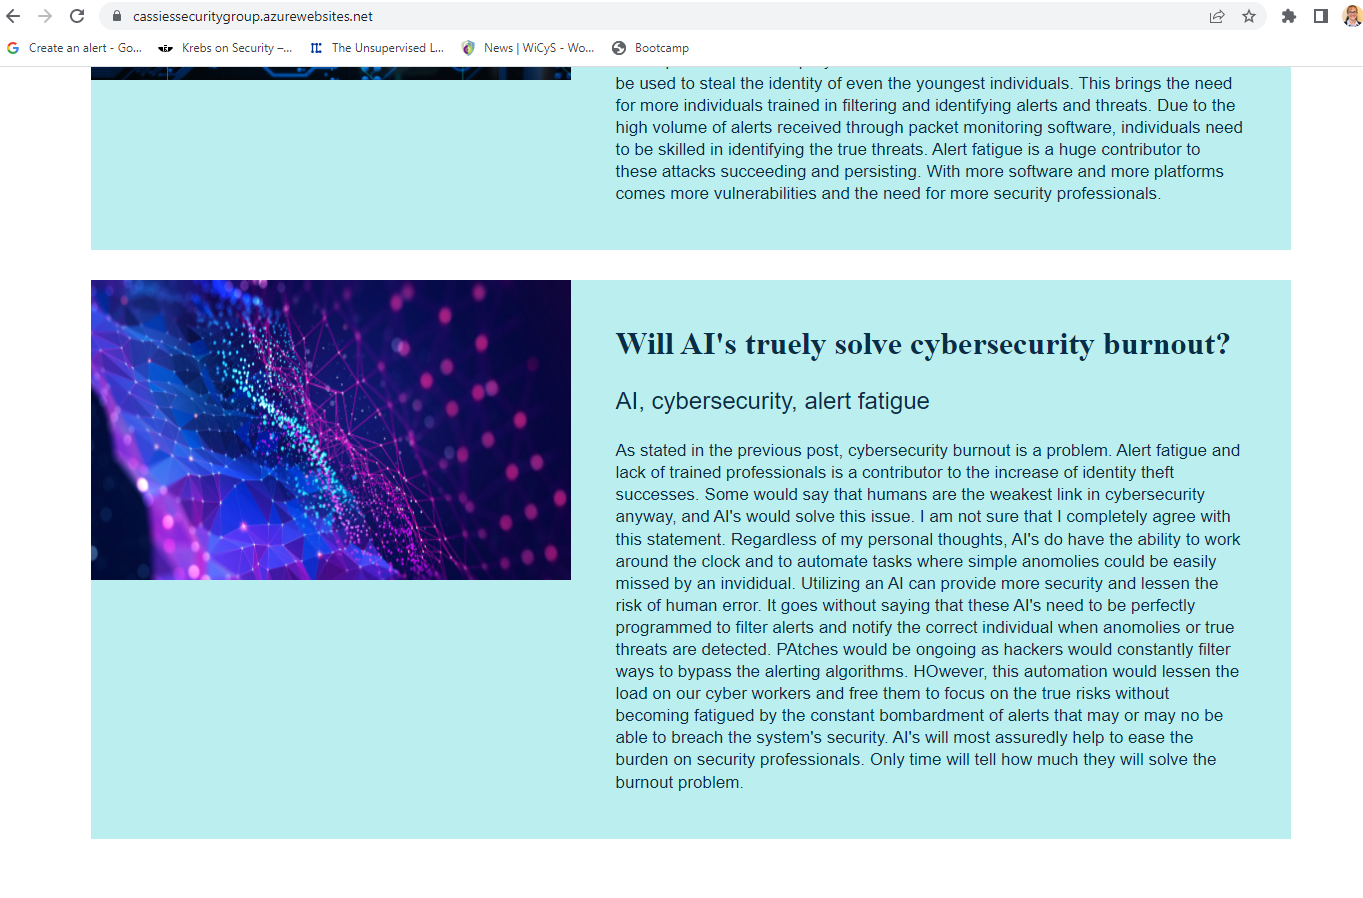 cassiessecuritygroup.azurewebsites.net
Create an alert - Go... Krebs on Security –... The Unsupervised L... News | WiCyS - Wo... Bootcamp
be used to steal the identity of even the youngest individuals. This brings the need
for more individuals trained in filtering and identifying alerts and threats. Due to the
high volume of alerts received through packet monitoring software, individuals need
to be skilled in identifying the true threats. Alert fatigue is a huge contributor to
these attacks succeeding and persisting. With more software and more platforms
comes more vulnerabilities and the need for more security professionals.
Will AI's truely solve cybersecurity burnout?
AI, cybersecurity, alert fatigue
As stated in the previous post, cybersecurity burnout is a problem. Alert fatigue and
lack of trained professionals is a contributor to the increase of identity theft
successes. Some would say that humans are the weakest link in cybersecurity
anyway, and AI's would solve this issue. I am not sure that I completely agree with
this statement. Regardless of my personal thoughts, AI's do have the ability to work
around the clock and to automate tasks where simple anomolies could be easily
missed by an invididual. Utilizing an AI can provide more security and lessen the
risk of human error. It goes without saying that these AI's need to be perfectly
programmed to filter alerts and notify the correct individual when anomolies or true
threats are detected. PAtches would be ongoing as hackers would constantly filter
ways to bypass the alerting algorithms. HOwever, this automation would lessen the
load on our cyber workers and free them to focus on the true risks without
becoming fatigued by the constant bombardment of alerts that may or may no be
able to breach the system's security. AI's will most assuredly help to ease the
burden on security professionals. Only time will tell how much they will solve the
burnout problem.